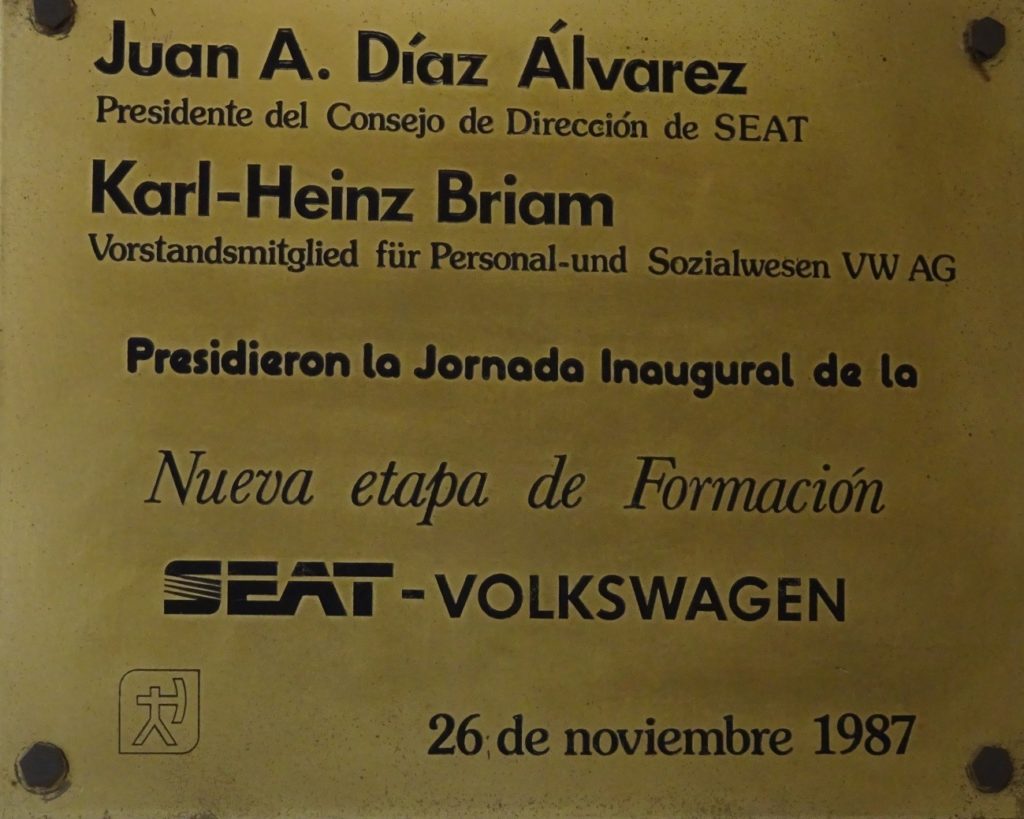 Juan A. Díaz Álvarez
Presidente del Consejo de Dirección de SEAT
Karl-Heinz Briam
Vorstandsmitglied für Personal-und Sozialwesen VW AG
Presidieron la Jornada Inaugural de la
Nueva etapa de Formación
SEAT-VOLKSWAGEN
26 de noviembre 1987